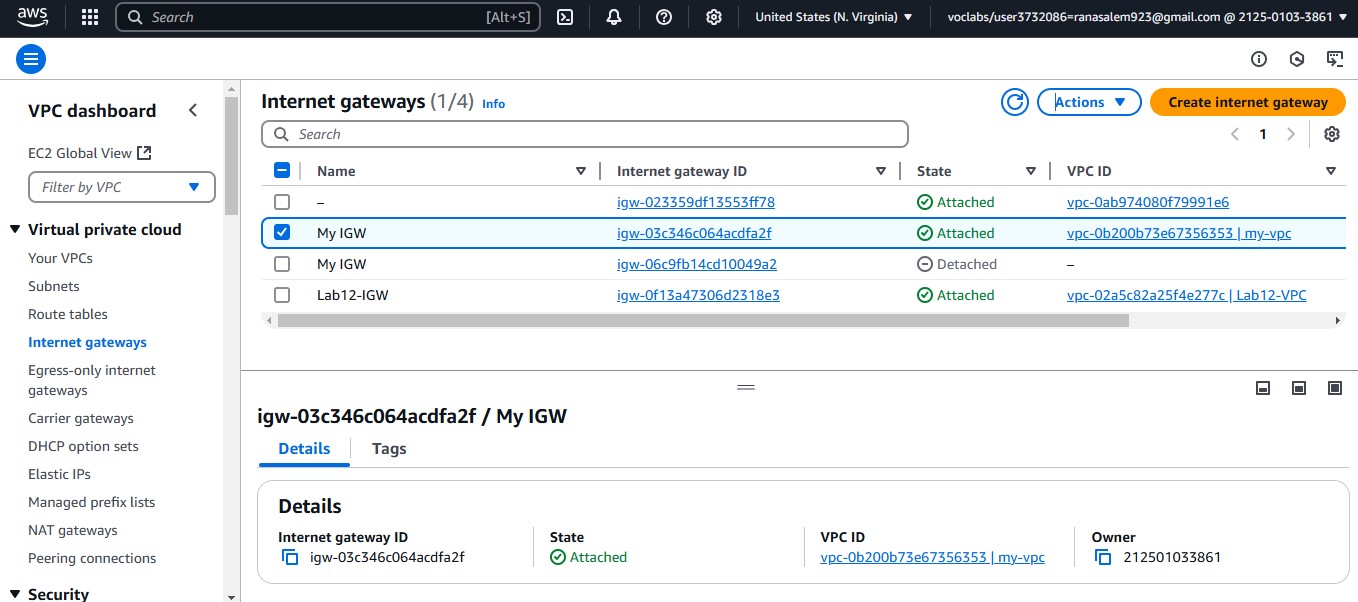 aws Search [Alt+S] United States (N. Virginia) voclabs/user3732086=ranasalem923@gmail.com @ 2125-0103-3861
VPC dashboard
EC2 Global View
Filter by VPC
Virtual private cloud
Your VPCs
Subnets
Route tables
Internet gateways
Egress-only internet
gateways
Carrier gateways
DHCP option sets
Elastic IPs
Managed prefix lists
NAT gateways
Peering connections
Security
Internet gateways (1/4) Info
Actions
Create internet gateway
Search
1
Name Internet gateway ID State VPC ID
– igw-023359df13553ff78 Attached vpc-0ab974080f79991e6
My IGW igw-03c346c064acdfa2f Attached vpc-0b200b73e67356353 | my-vpc
My IGW igw-06c9fb14cd10049a2 Detached –
Lab12-IGW igw-0f13a47306d2318e3 Attached vpc-02a5c82a25f4e277c | Lab12-VPC
igw-03c346c064acdfa2f / My IGW
Details Tags
Details
Internet gateway ID State VPC ID Owner
igw-03c346c064acdfa2f Attached vpc-0b200b73e67356353 | my-vpc 212501033861